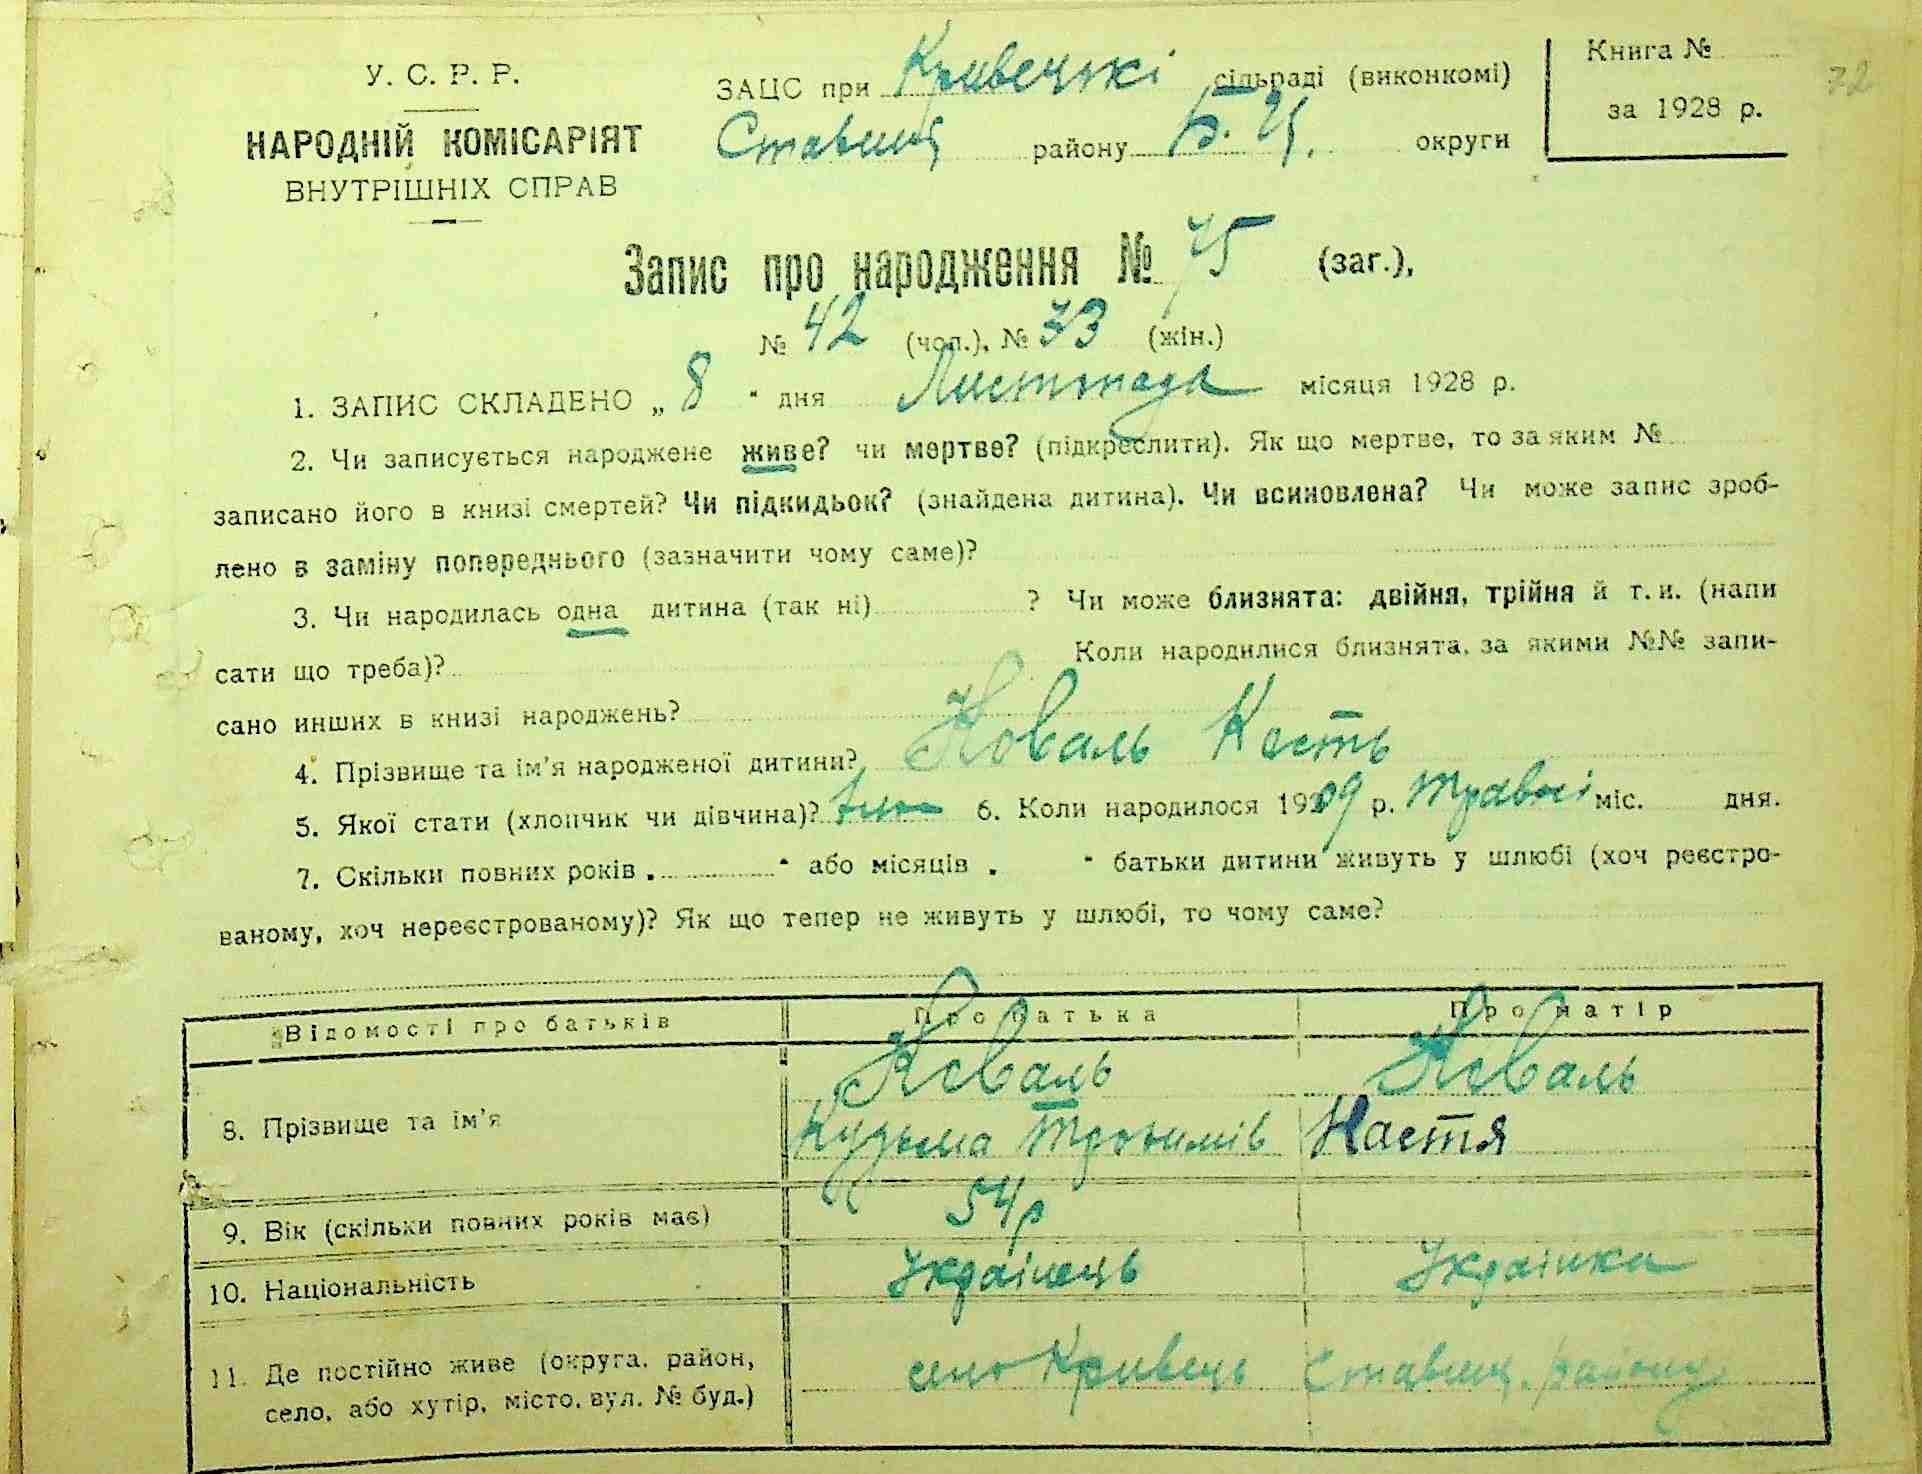 У. С. Р. Р.
НАРОДНІЙ КОМІСАРІЯТ
ВНУТРІШНІХ СПРАВ
ЗАЦС при Кривецькі сільраді (виконкомі)
Ставищ району Б. Ц. округи
Книга №
за 1928 р.
72
Запис про народження № 75 (заг.),
№ 42 (чол.), № 33 (жін.)
1. ЗАПИС СКЛАДЕНО „ 8 " дня Листопада місяця 1928 р.
2. Чи записується народжене живе? чи мертве? (підкреслити). Як що мертве, то за яким №
записано його в книзі смертей? Чи підкидьок? (знайдена дитина). Чи всиновлена? Чи може запис зроб-
лено в заміну попереднього (зазначити чому саме)?
3. Чи народилась одна дитина (так ні) ? Чи може близнята: двійня, трійня й т. и. (напи
сати що треба)? Коли народилися близнята, за якими №№ запи-
сано инших в книзі народжень?
4. Прізвище та ім'я народженої дитини? Коваль Кость
5. Якої стати (хлопчик чи дівчина)? 6. Коли народилося 1909 р. Травні міс. дня.
7. Скільки повних років . " або місяців . " батьки дитини живуть у шлюбі (хоч реєстро-
ваному, хоч нереєстрованому)? Як що тепер не живуть у шлюбі, то чому саме?
Відомості про батьків Про батька Про матір
8. Прізвище та ім'я Коваль Коваль
Кузьма Трохимів Настя
9. Вік (скільки повних років має) 54 р
10. Національність Українець Українка
11. Де постійно живе (округа, район,
село, або хутір, місто, вул. № буд.) село Кривець Ставищ. району